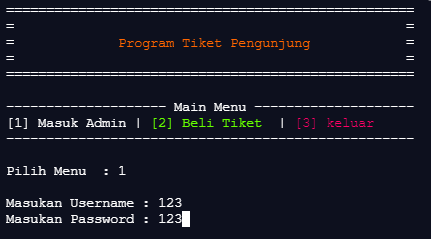 ===================================================
=                                                 =
=             Program Tiket Pengunjung            =
=                                                 =
===================================================
-------------------- Main Menu --------------------
[1] Masuk Admin | [2] Beli Tiket  | [3] keluar
---------------------------------------------------
Pilih Menu  : 1
Masukan Username : 123
Masukan Password : 123